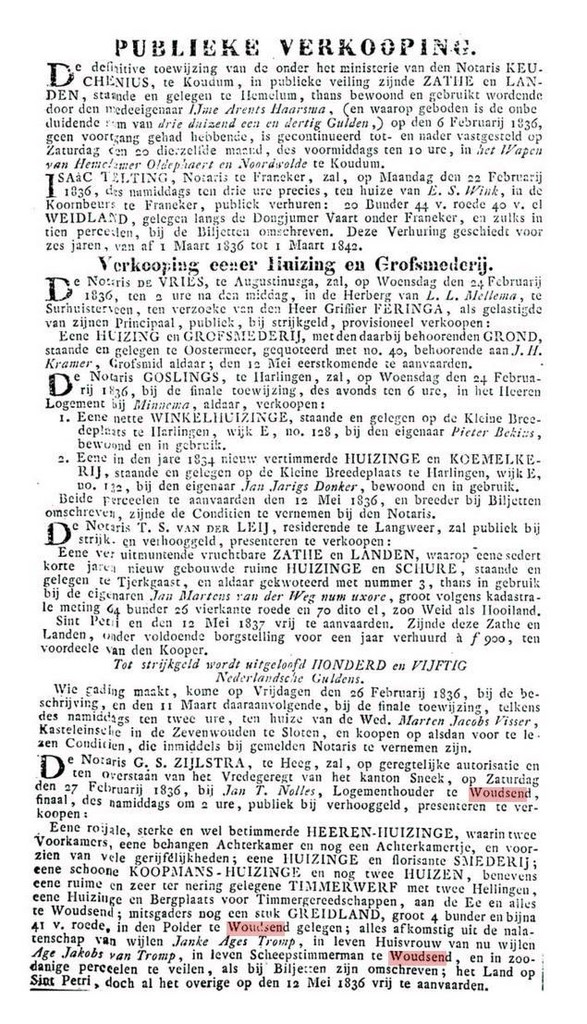 PUBLIEKE VERKOOPING.
De definitive toewijzing van de onder het ministerie van den Notaris KEU-
CHENIUS, te Koudum, in publieke veiling zijnde ZATHE en LAN-
DEN, staande en gelegen te Hemelum, thans bewoond en gebruikt wordende
door den medeeigenaar IJme Arents Haarsma, (en waarop geboden is de onbe
duidende som van drie duizend een en dertig Gulden,) op den 6 Februarij 1836,
geen voortgang gehad hebbende, is gecontinueerd tot- en nader vastgesteld op
Zaturdag den 20 dierzelfde maand, des voormiddags ten 10 ure, in het Wapen
van Hemelumer Oldephaert en Noordwolde te Koudum.
ISAÄC TELTING, Notaris te Franeker, zal, op Maandag den 22 Februarij
1836, des namiddags ten drie ure precies, ten huize van E. S. Wink, in de
Koornbeurs te Franeker, publiek verhuren: 20 Bunder 44 v. roede 40 v. el
WEIDLAND, gelegen langs de Dongjumer Vaart onder Franeker, en zulks in
tien perceelen, bij de Biljetten omschreven. Deze Verhuring geschiedt voor
zes jaren, van af 1 Maart 1836 tot 1 Maart 1842.
Verkooping eener Huizing en Grofsmederij.
De Notaris DE VRIES, te Augustinusga, zal, op Woensdag den 24 Februarij
1836, ten 2 ure na den middag, in de Herberg van L. L. Mellema, te
Surhuisterveen, ten verzoeke van den Heer Griffier FERINGA, als gelastigde
van zijnen Principaal, publiek, bij strijkgeld, provisioneel verkoopen:
Eene HUIZING en GROFSMEDERIJ, met den daarbij behoorenden GROND,
staande en gelegen te Oostermeer, gequoteerd met no. 40, behoorende aan J. H.
Kramer, Grofsmid aldaar; den 12 Mei eerstkomende te aanvaarden.
De Notaris GOSLINGS, te Harlingen, zal, op Woensdag den 24 Februa-
rij 1836, bij de finale toewijzing, des avonds ten 6 ure, in het Heeren
Logement bij Minnema, aldaar, verkoopen:
1. Eene nette WINKELHUIZINGE, staande en gelegen op de Kleine Bree-
deplaats te Harlingen, wijk E, no. 128, bij den eigenaar Pieter Bekius,
bewoond en in gebruik.
2. Eene in den jare 1834 nieuw vertimmerde HUIZINGE en KOEMELKE-
RIJ, staande en gelegen op de Kleine Breedeplaats te Harlingen, wijk E,
no. 132, bij den eigenaar Jan Jarigs Donker, bewoond en in gebruik.
Beide perceelen te aanvaarden den 12 Mei 1836, en breeder bij Biljetten
omschreven, zijnde de Conditien te vernemen bij den Notaris.
De Notaris T. S. VAN DER LEIJ, residerende te Langweer, zal publiek bij
strijk- en verhooggeld, presenteren te verkoopen:
Eene ver uitmuntende vruchtbare ZATHE en LANDEN, waarop eene sedert
korte jaren nieuw gebouwde ruime HUIZINGE en SCHURE, staande en
gelegen te Tjerkgaast, en aldaar gekwoteerd met nummer 3, thans in gebruik
bij de eigenaren Jan Martens van der Weg num uxore, groot volgens kadastra-
le meting 64 bunder 26 vierkante roede en 70 dito el, zoo Weid als Hooiland.
Sint Petri en den 12 Mei 1837 vrij te aanvaarden. Zijnde deze Zathe en
Landen, onder voldoende borgstelling voor een jaar verhuurd à ƒ 900, ten
voordeele van den Kooper.
Tot strijkgeld wordt uitgeloofd HONDERD en VIJFTIG
Nederlandsche Guldens.
Wie gading maakt, kome op Vrijdagen den 26 Februarij 1836, bij de be-
schrijving, en den 11 Maart daaraanvolgende, bij de finale toewijzing, telkens
des namiddags ten twee ure, ten huize van de Wed. Marten Jacobs Visser,
Kasteleinsche in de Zevenwouden te Sloten, en koopen op alsdan voor te le-
zen Conditien, die inmiddels bij gemelden Notaris te vernemen zijn.
De Notaris G. S. ZIJLSTRA, te Heeg, zal, op geregtelijke autorisatie en
ten overstaan van het Vredegeregt van het kanton Sneek, op Zaturdag
den 27 Februarij 1836, bij Jan T. Nolles, Logementhouder te Woudsend,
finaal, des namiddags om 2 ure, publiek bij verhooggeld, presenteren te ver-
koopen:
Eene roijale, sterke en wel betimmerde HEEREN-HUIZINGE, waarin twee
Voorkamers, eene behangen Achterkamer en nog een Achterkamertje, en voor-
zien van vele gerijfelijkheden; eene HUIZINGE en florisante SMEDERIJ;
eene schoone KOOPMANS-HUIZINGE en nog twee HUIZEN, benevens
eene ruime en zeer ter nering gelegene TIMMERWERF met twee Hellingen,
eene Huizinge en Bergplaats voor Timmergereedschappen, aan de Ee en alles
te Woudsend; mitsgaders nog een stuk GREIDLAND, groot 4 bunder en bijna
41 v. roede, in den Polder te Woudsend gelegen; alles afkomstig uit de nala-
tenschap van wijlen Janke Ages Tromp, in leven Huisvrouw van nu wijlen
Age Jakobs van Tromp, in leven Scheepstimmerman te Woudsend, en in zoo-
danige perceelen te veilen, als bij Biljetten zijn omschreven; het Land op
Sint Petri, doch al het overige op den 12 Mei 1836 vrij te aanvaarden.